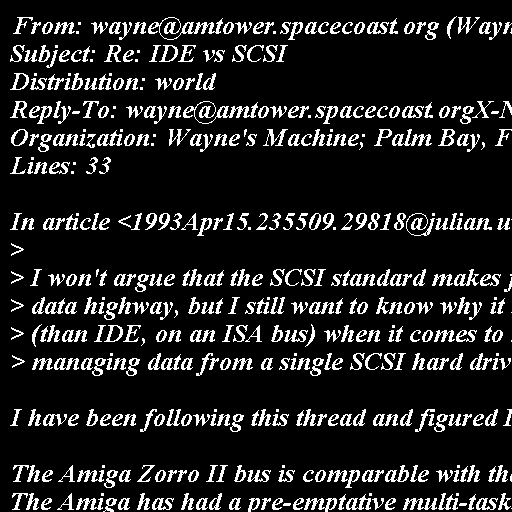 From: wayne@amtower.spacecoast.org (Wayn
Subject: Re: IDE vs SCSI
Distribution: world
Reply-To: wayne@amtower.spacecoast.orgX-N
Organization: Wayne's Machine; Palm Bay, F
Lines: 33

In article <1993Apr15.235509.29818@julian.u
>
> I won't argue that the SCSI standard makes
> data highway, but I still want to know why it
> (than IDE, on an ISA bus) when it comes to
> managing data from a single SCSI hard driv

I have been following this thread and figured I

The Amiga Zorro II bus is comparable with the
The Amiga has had a pre-emptative multi-task